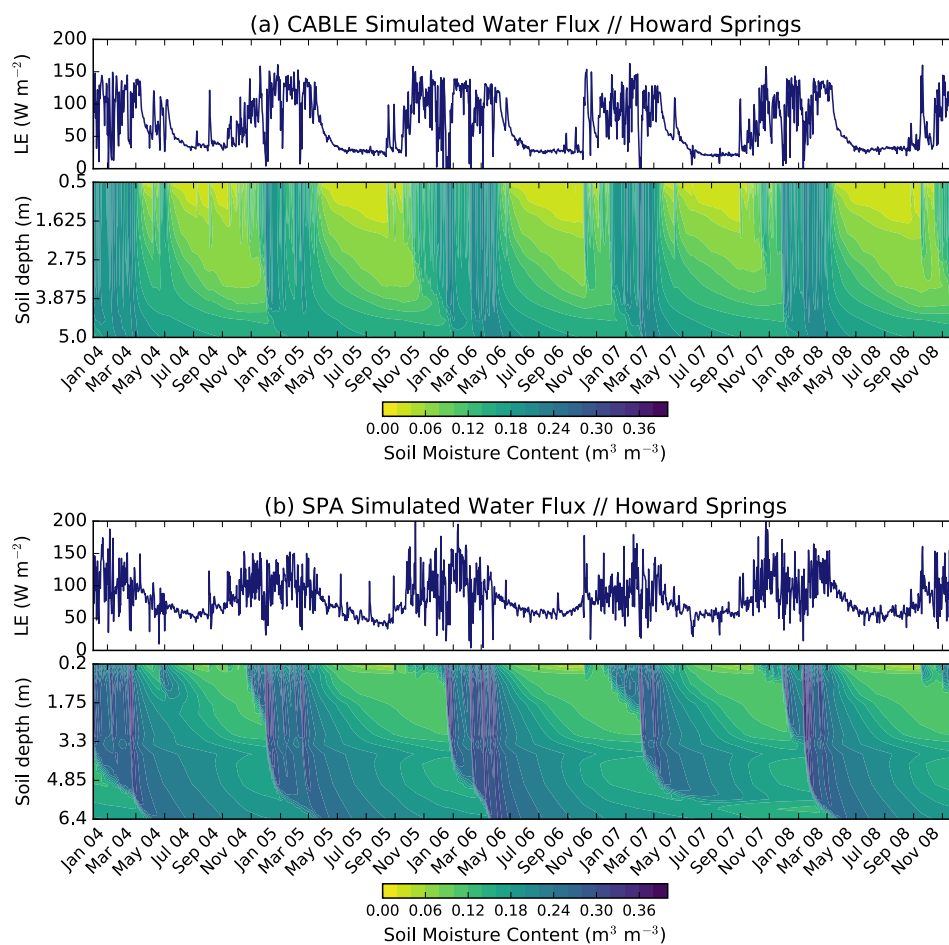 (a) CABLE Simulated Water Flux // Howard Springs
200
150
100
50
0
LE (W m⁻²)
0.5
1.625
2.75
3.875
5.0
Soil depth (m)
Jan 04 Mar 04 May 04 Jul 04 Sep 04 Nov 04 Jan 05 Mar 05 May 05 Jul 05 Sep 05 Nov 05 Jan 06 Mar 06 May 06 Jul 06 Sep 06 Nov 06 Jan 07 Mar 07 May 07 Jul 07 Sep 07 Nov 07 Jan 08 Mar 08 May 08 Jul 08 Sep 08 Nov 08
0.00 0.06 0.12 0.18 0.24 0.30 0.36
Soil Moisture Content (m³ m⁻³)
(b) SPA Simulated Water Flux // Howard Springs
200
150
100
50
0
LE (W m⁻²)
0.2
1.75
3.3
4.85
6.4
Soil depth (m)
Jan 04 Mar 04 May 04 Jul 04 Sep 04 Nov 04 Jan 05 Mar 05 May 05 Jul 05 Sep 05 Nov 05 Jan 06 Mar 06 May 06 Jul 06 Sep 06 Nov 06 Jan 07 Mar 07 May 07 Jul 07 Sep 07 Nov 07 Jan 08 Mar 08 May 08 Jul 08 Sep 08 Nov 08
0.00 0.06 0.12 0.18 0.24 0.30 0.36
Soil Moisture Content (m³ m⁻³)